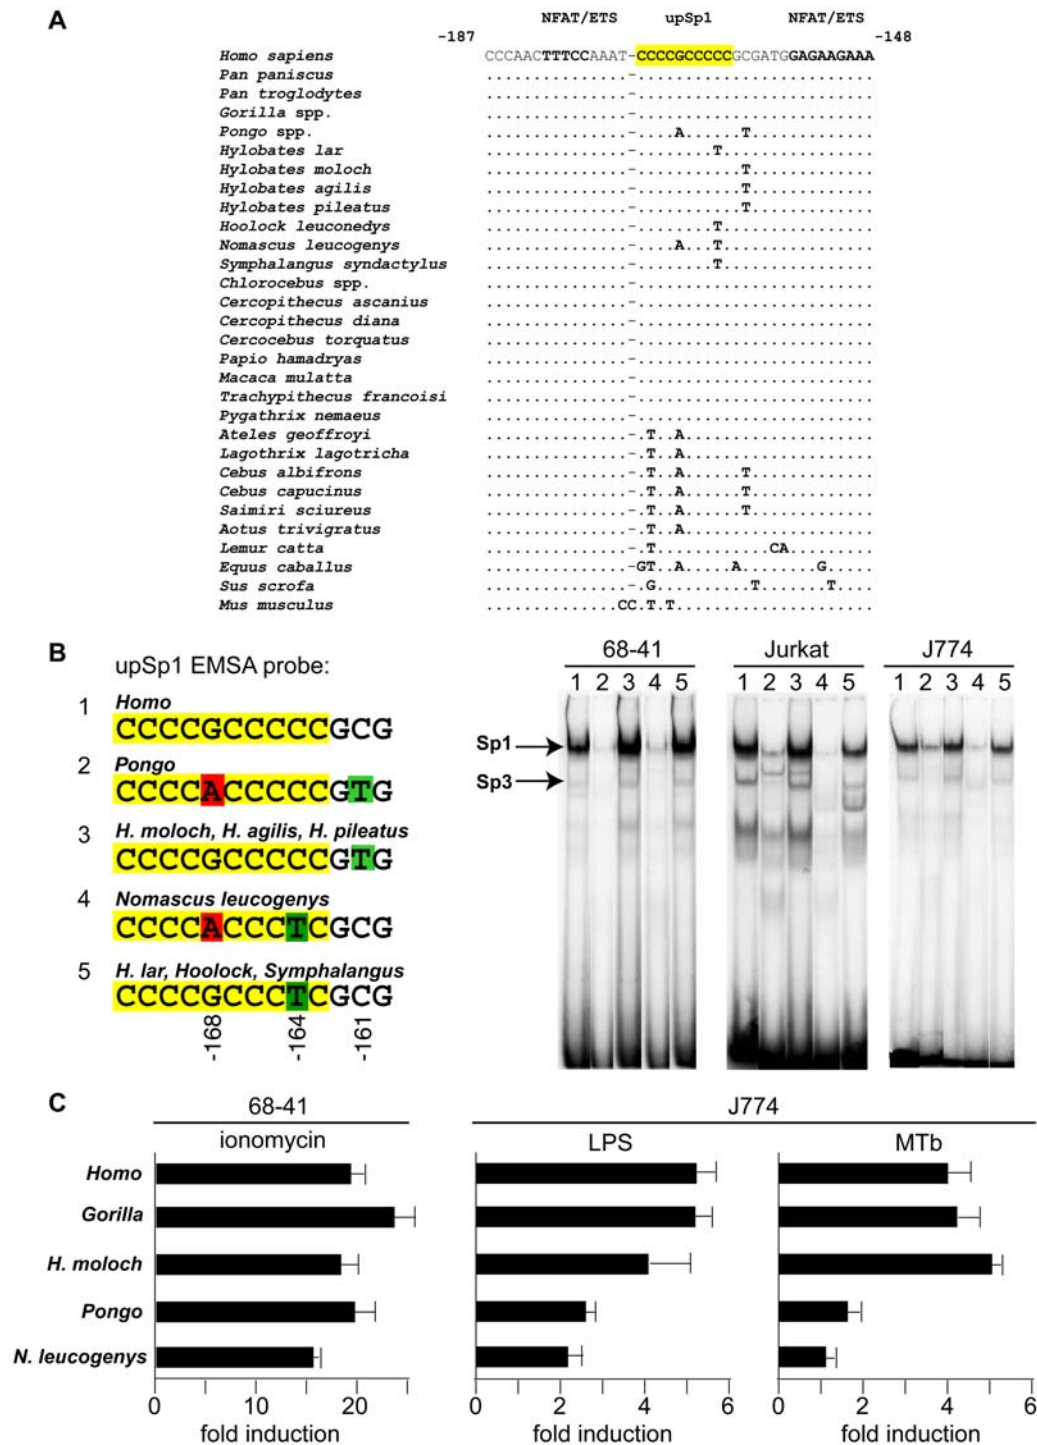 A
NFAT/ETS upSp1 NFAT/ETS
-187 -148
Homo sapiens CCCAACTTTCCAAAT-CCCCGCCCCCGCGATGGAGAAGAAA
Pan paniscus ...............-.........................
Pan troglodytes ...............-.........................
Gorilla spp. ...............-.........................
Pongo spp. ...............-....A......T.............
Hylobates lar ...............-........T................
Hylobates moloch ...............-...........T.............
Hylobates agilis ...............-...........T.............
Hylobates pileatus ...............-...........T.............
Hoolock leuconedys ...............-........T................
Nomascus leucogenys ...............-....A...T................
Symphalangus syndactylus ...............-........T................
Chlorocebus spp. ...............-.........................
Cercopithecus ascanius ...............-.........................
Cercopithecus diana ...............-.........................
Cercocebus torquatus ...............-.........................
Papio hamadryas ...............-.........................
Macaca mulatta ...............-.........................
Trachypithecus francoisi ...............-.........................
Pygathrix nemaeus ...............-.........................
Ateles geoffroyi ...............-.T..A....................
Lagothrix lagotricha ...............-.T..A....................
Cebus albifrons ...............-.T..A......T.............
Cebus capucinus ...............-.T..A......T.............
Saimiri sciureus ...............-.T..A......T.............
Aotus trivigratus ...............-.T..A....................
Lemur catta ...............-.T............CA.........
Equus caballus ...............-GT..A.....A........G.....
Sus scrofa ...............-.G..........T.......T....
Mus musculus ..............CC.T.T.....................
B
upSp1 EMSA probe:
1 Homo
CCCCGCCCCCGCG
2 Pongo
CCCCACCCCCGTG
3 H. moloch, H. agilis, H. pileatus
CCCCGCCCCCGTG
4 Nomascus leucogenys
CCCCACCCTCGCG
5 H. lar, Hoolock, Symphalangus
CCCCGCCCTCGCG
-168 -164 -161
68-41 Jurkat J774
1 2 3 4 5 1 2 3 4 5 1 2 3 4 5
Sp1
Sp3
C
68-41 J774
ionomycin LPS MTb
Homo
Gorilla
H. moloch
Pongo
N. leucogenys
0 10 20 0 2 4 6 0 2 4 6
fold induction fold induction fold induction